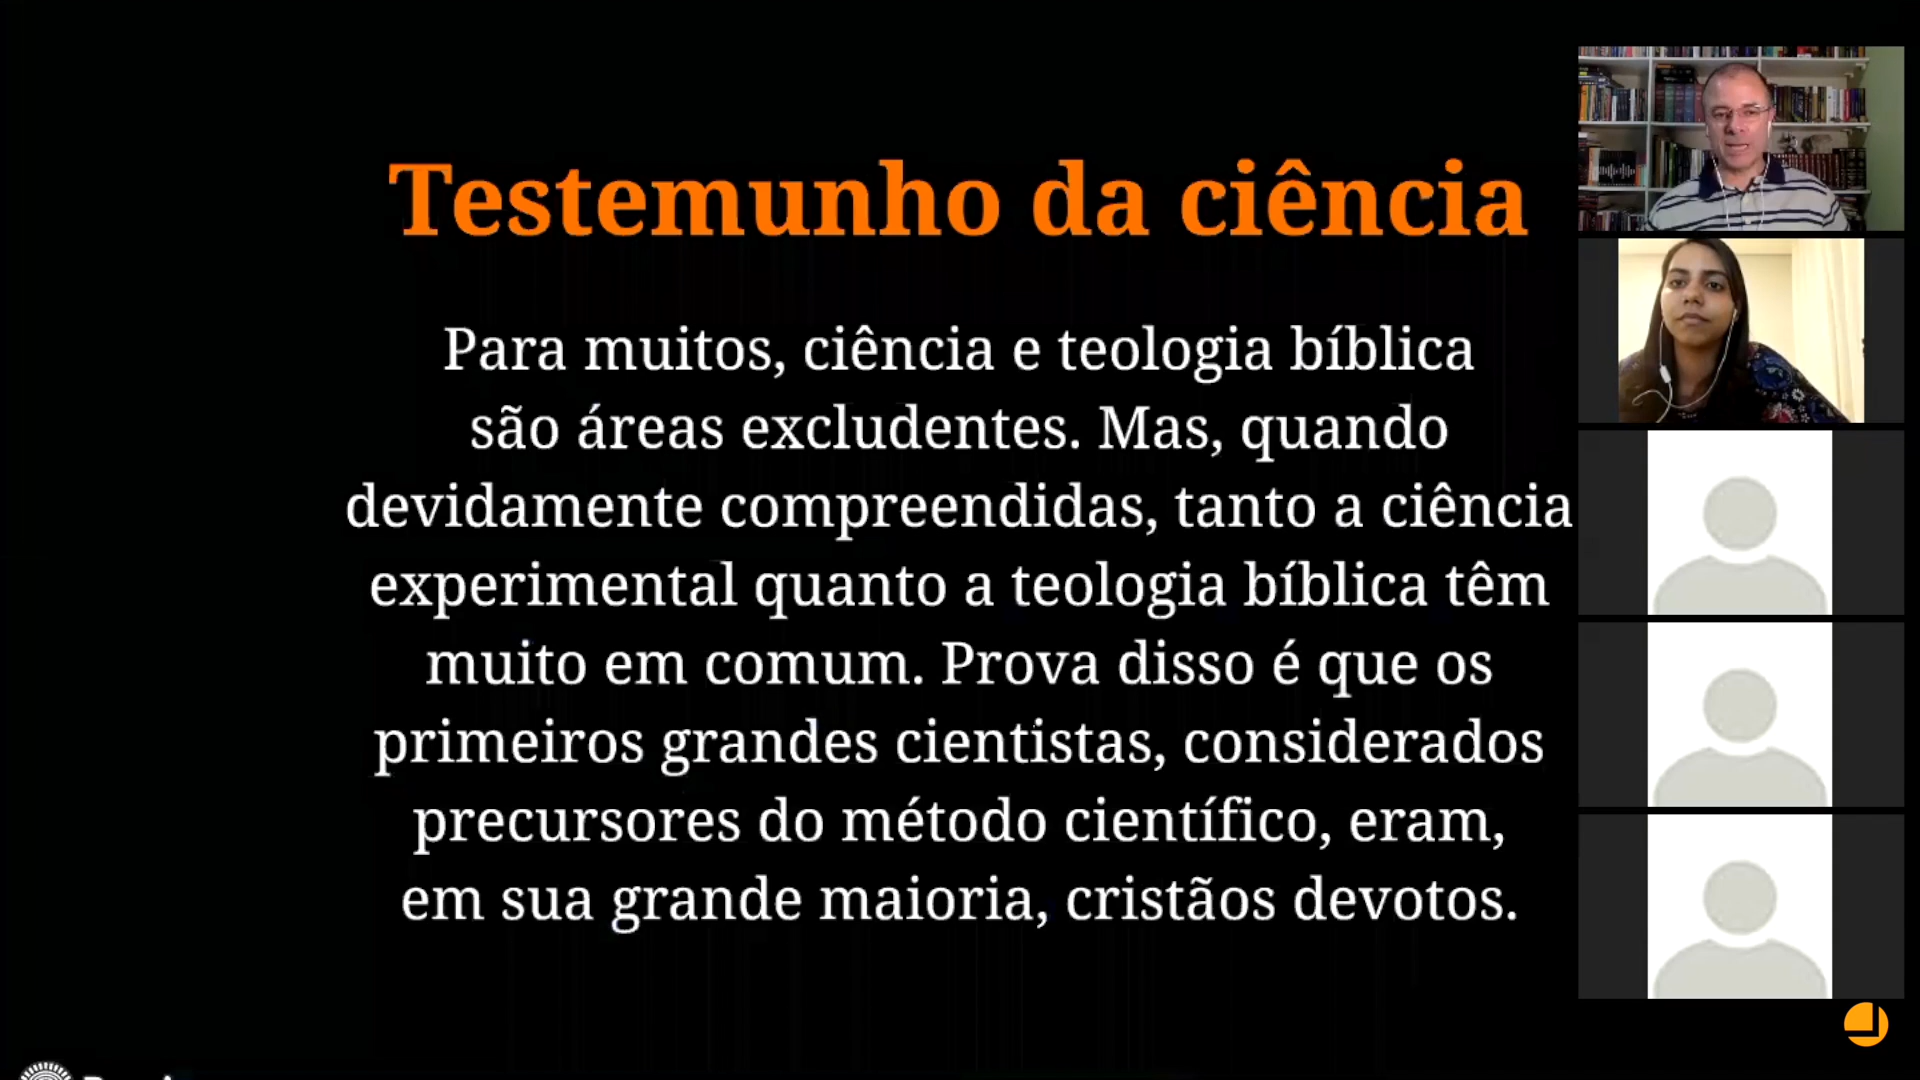 Testemunho da ciência
Para muitos, ciência e teologia bíblica
são áreas excludentes. Mas, quando
devidamente compreendidas, tanto a ciência
experimental quanto a teologia bíblica têm
muito em comum. Prova disso é que os
primeiros grandes cientistas, considerados
precursores do método científico, eram,
em sua grande maioria, cristãos devotos.